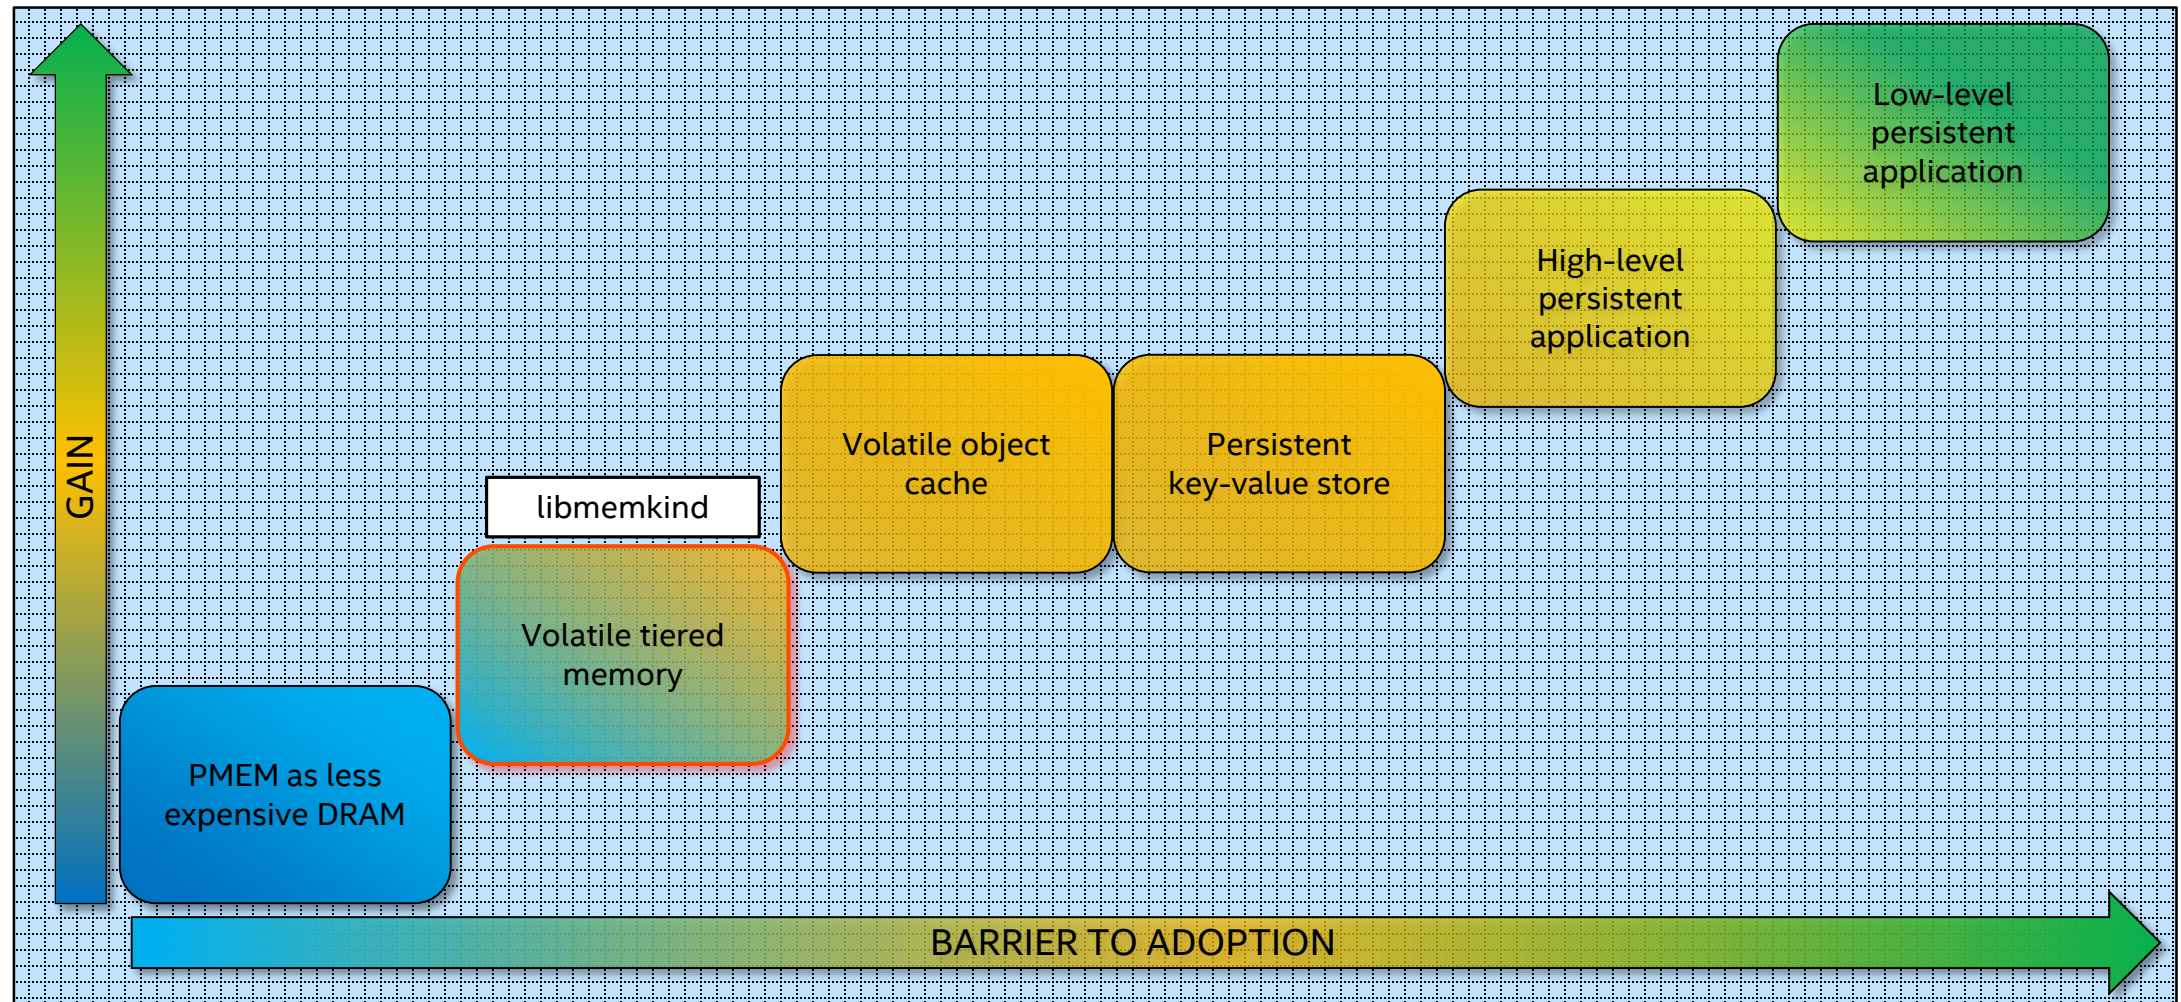 Low-level
persistent
application
High-level
persistent
application
Volatile object
cache
Persistent
key-value store
GAIN
libmemkind
Volatile tiered
memory
PMEM as less
expensive DRAM
BARRIER TO ADOPTION